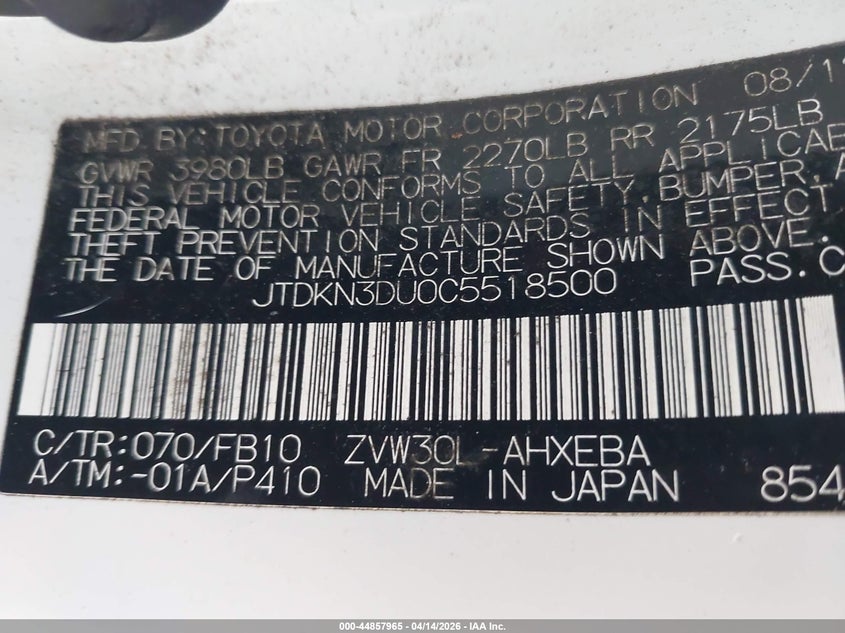 MFD BY: TOYOTA MOTOR CORPORATION 08/11
GVWR 3980LB GAWR FR 2270LB RR 2175LB
THIS VEHICLE CONFORMS TO ALL APPLICAB
FEDERAL MOTOR VEHICLE SAFETY, BUMPER, A
THEFT PREVENTION STANDARDS IN EFFECT
THE DATE OF MANUFACTURE SHOWN ABOVE.
JTDKN3DU0C5518500 PASS. C
C/TR:070/FB10 ZVW30L-AHXEBA
A/TM:-01A/P410 MADE IN JAPAN 854
000-44857965 | 04/14/2026 - IAA Inc.